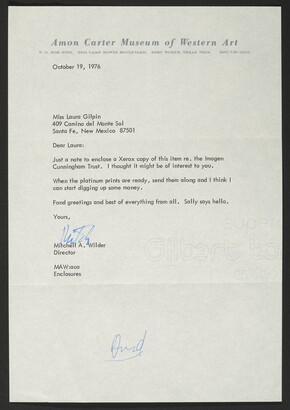 Amon Carter Museum of Western Art
October 19, 1976
Miss Laura Gilpin
409 Camino del Monte Sol
Santa Fe, New Mexico 87501
Dear Laura:
Just a note to enclose a Xerox copy of this item re. the Imogen
Cunningham Trust. I thought it might be of interest to you.
When the platinum prints are ready, send them along and I think I
can start digging up some money.
Fond greetings and best of everything from all. Sally says hello.
Yours,
Mitchell A. Wilder
Director
MAW:aoo
Enclosures